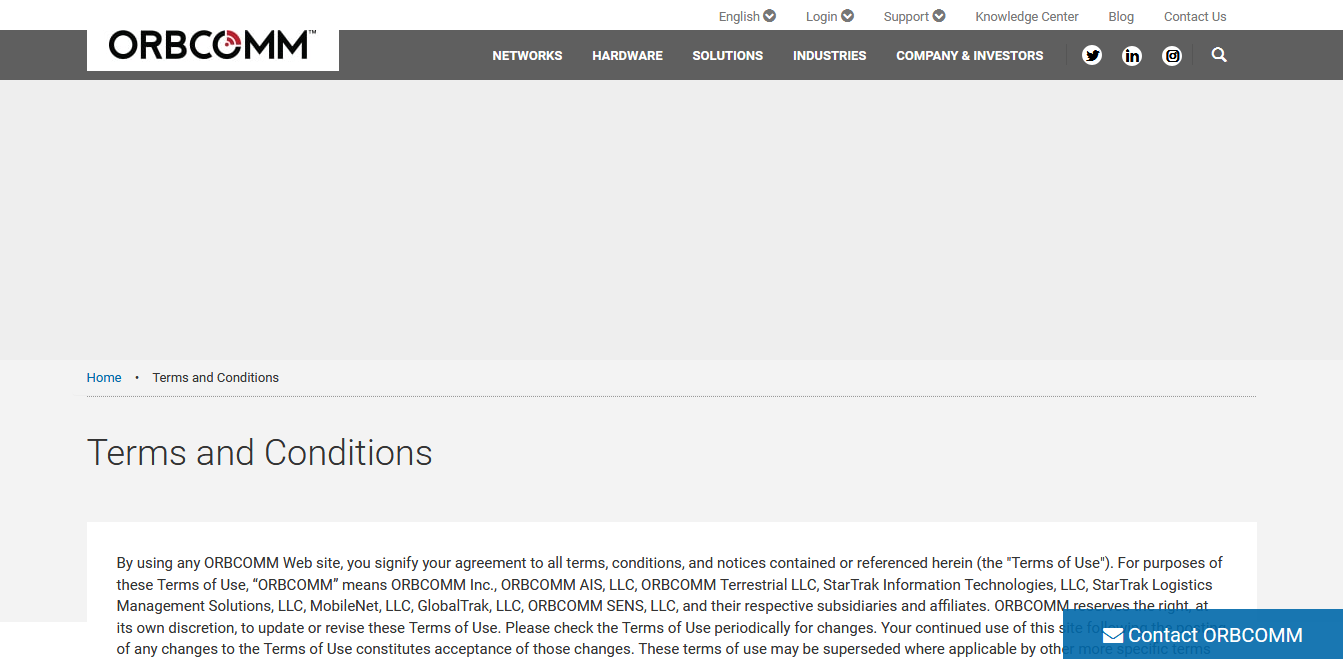 English Login Support Knowledge Center Blog Contact Us
ORBCOMM™
NETWORKS HARDWARE SOLUTIONS INDUSTRIES COMPANY & INVESTORS
Home • Terms and Conditions
Terms and Conditions
By using any ORBCOMM Web site, you signify your agreement to all terms, conditions, and notices contained or referenced herein (the "Terms of Use"). For purposes of
these Terms of Use, “ORBCOMM” means ORBCOMM Inc., ORBCOMM AIS, LLC, ORBCOMM Terrestrial LLC, StarTrak Information Technologies, LLC, StarTrak Logistics
Management Solutions, LLC, MobileNet, LLC, GlobalTrak, LLC, ORBCOMM SENS, LLC, and their respective subsidiaries and affiliates. ORBCOMM reserves the right, at
its own discretion, to update or revise these Terms of Use. Please check the Terms of Use periodically for changes. Your continued use of this site following the posting
of any changes to the Terms of Use constitutes acceptance of those changes. These terms of use may be superseded where applicable by other more specific terms
Contact ORBCOMM